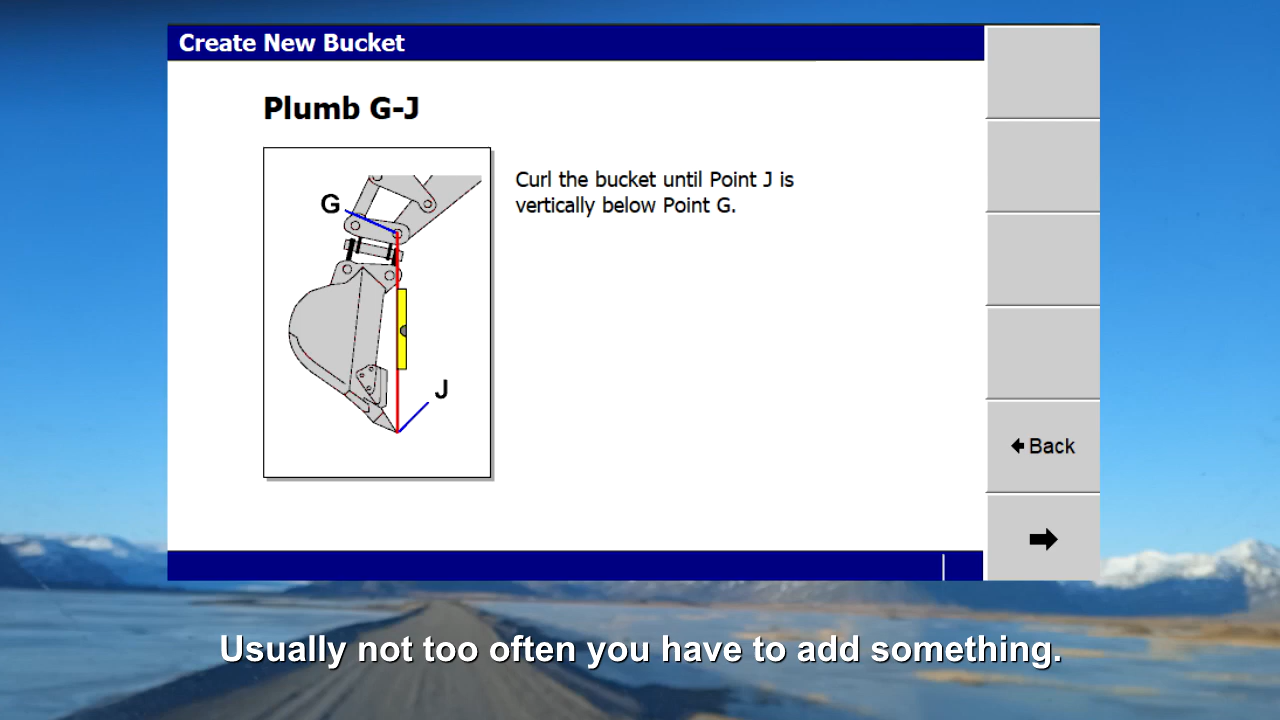 Create New Bucket
Plumb G-J
G
J
Curl the bucket until Point J is
vertically below Point G.
Back
Usually not too often you have to add something.